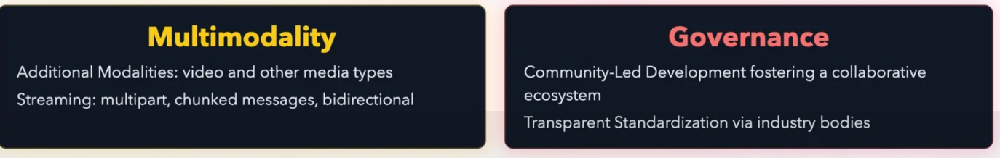 Multimodality
Additional Modalities: video and other media types
Streaming: multipart, chunked messages, bidirectional
Governance
Community-Led Development fostering a collaborative
ecosystem
Transparent Standardization via industry bodies